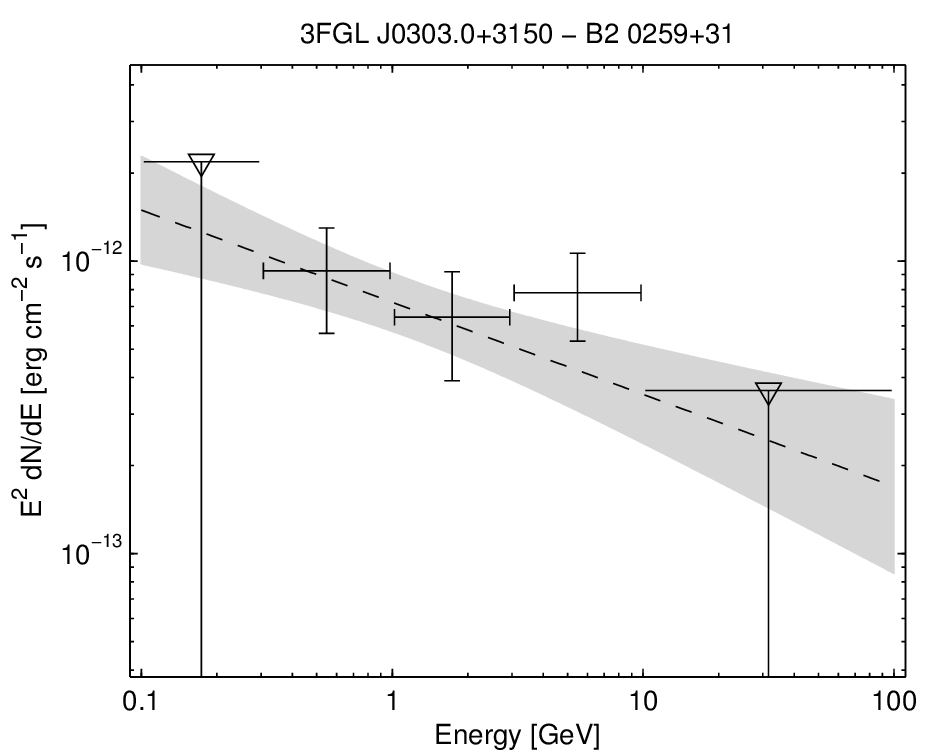 3FGL J0303.0+3150 − B2 0259+31
E² dN/dE [erg cm⁻² s⁻¹]
10⁻¹²
10⁻¹³
0.1 1 10 100
Energy [GeV]